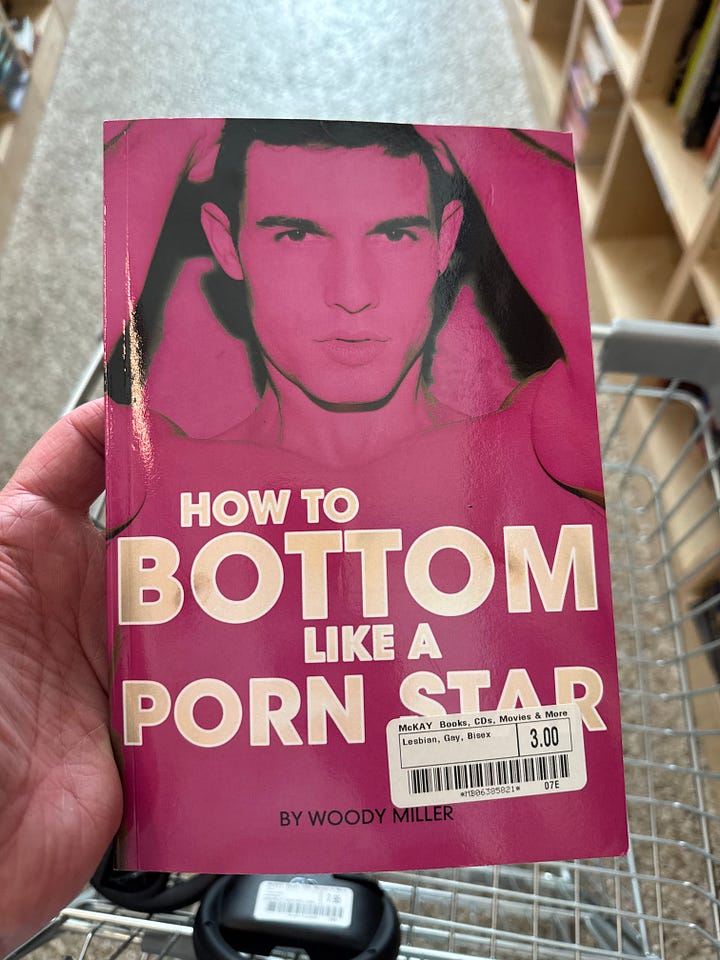 HOW TO
BOTTOM
LIKE A
PORN STAR
McKAY Books, CDs, Movies & More
Lesbian, Gay, Bisex
3.00
*MB06385821*
07E
BY WOODY MILLER